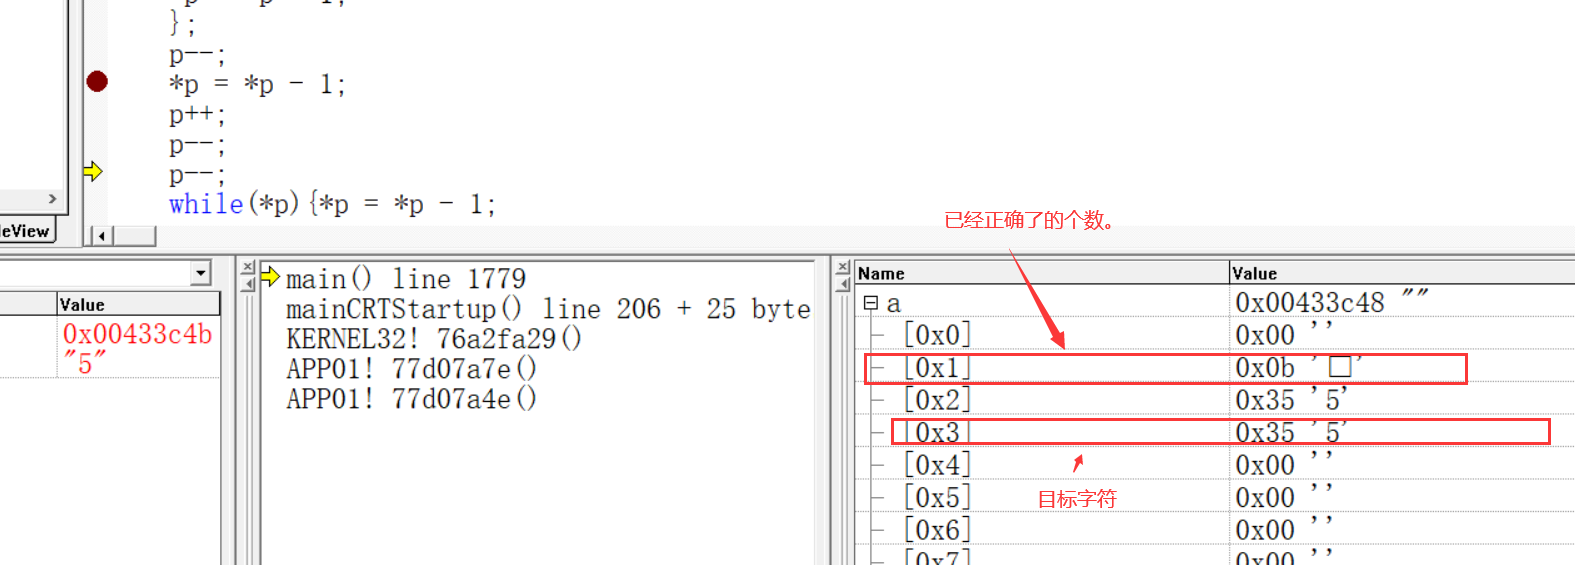 };
p--;
*p = *p - 1;
p++;
p--;
p--;
while(*p){*p = *p - 1;
已经正确了的个数。
eView
Value
0x00433c4b
"5"
main() line 1779
mainCRTStartup() line 206 + 25 byte
KERNEL32! 76a2fa29()
APP01! 77d07a7e()
APP01! 77d07a4e()
Name Value
a 0x00433c48 ""
[0x0] 0x00 ''
[0x1] 0x0b '□'
[0x2] 0x35 '5'
[0x3] 0x35 '5'
[0x4] 0x00 ''
[0x5] 0x00 ''
[0x6] 0x00 ''
[0x7] 0x00 ''
目标字符